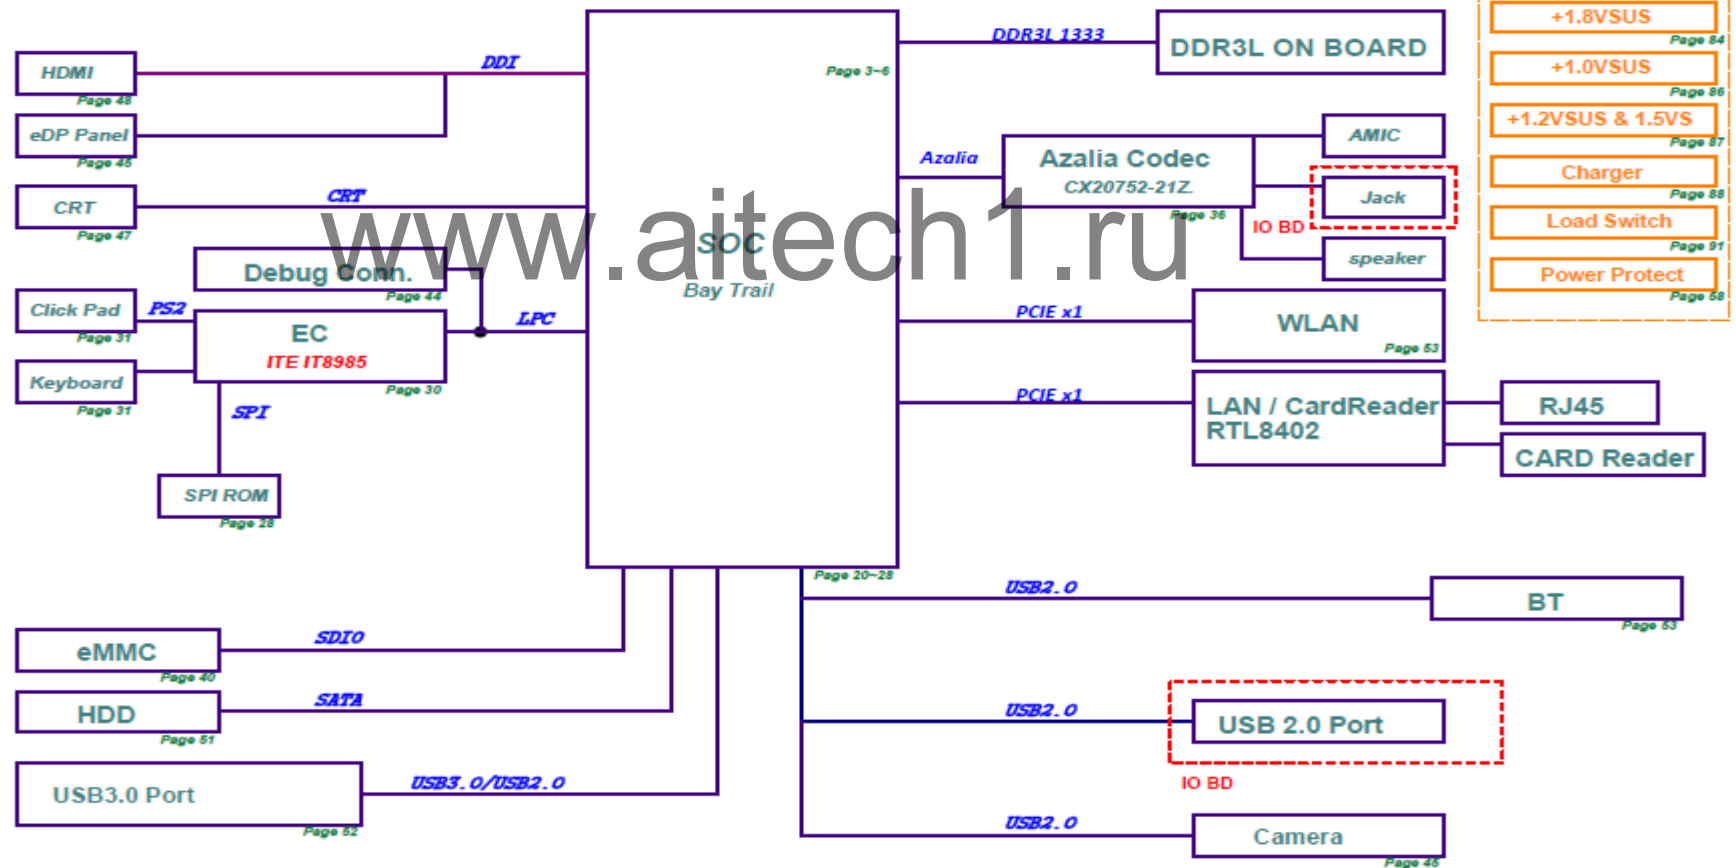 HDMI
Page 48
DDI
eDP Panel
Page 45
CRT
Page 47
CRT
Debug Conn.
Page 44
Click Pad
Page 31
PS2
EC
ITE IT8985
Page 30
LPC
Keyboard
Page 31
SPI
SPI ROM
Page 28
Page 3~6
SOC
Bay Trail
Page 20~28
www.aitech1.ru
DDR3L 1333
DDR3L ON BOARD
Azalia
Azalia Codec
CX20752-21Z.
Page 36
AMIC
Jack
IO BD
speaker
PCIE x1
WLAN
Page 53
PCIE x1
LAN / CardReader
RTL8402
RJ45
CARD Reader
+1.8VSUS
Page 84
+1.0VSUS
Page 86
+1.2VSUS & 1.5VS
Page 87
Charger
Page 88
Load Switch
Page 91
Power Protect
Page 58
eMMC
Page 40
SDIO
HDD
Page 51
SATA
USB3.0 Port
Page 52
USB3.0/USB2.0
USB2.0
BT
Page 53
USB2.0
USB 2.0 Port
IO BD
USB2.0
Camera
Page 45